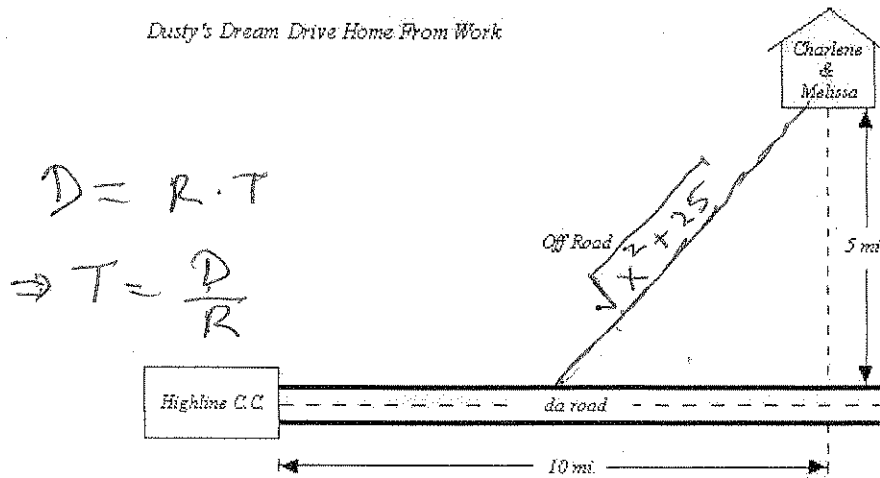 Dusty's Dream Drive Home From Work
Charlene
&
Melissa
D = R · T
⇒ T = D/R
Off Road
√x² + 25
5 mi
Highline C.C.
da road
10 mi.